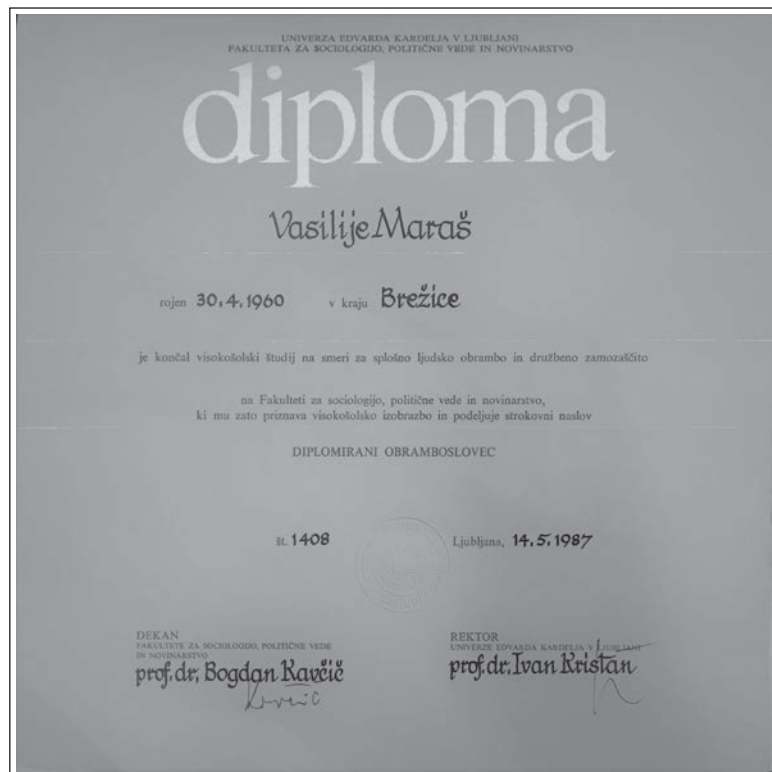 UNIVERZA EDVARDA KARDELJA V LJUBLJANI
FAKULTETA ZA SOCIOLOGIJO, POLITIČNE VEDE IN NOVINARSTVO
diploma
Vasilije Maraš
rojen 30.4.1960 v kraju Brežice
je končal visokošolski študij na smeri za splošno ljudsko obrambo in družbeno zamozaščito
na Fakulteti za sociologijo, politične vede in novinarstvo,
ki mu zato priznava visokošolsko izobrazbo in podeljuje strokovni naslov
DIPLOMIRANI OBRAMBOSLOVEC
št. 1408 Ljubljana, 14.5.1987
DEKAN
FAKULTETE ZA SOCIOLOGIJO, POLITIČNE VEDE
IN NOVINARSTVO
prof. dr. Bogdan Kavčič
Kavčič
REKTOR
UNIVERZE EDVARDA KARDELJA V LJUBLJANI
prof. dr. Ivan Kristan